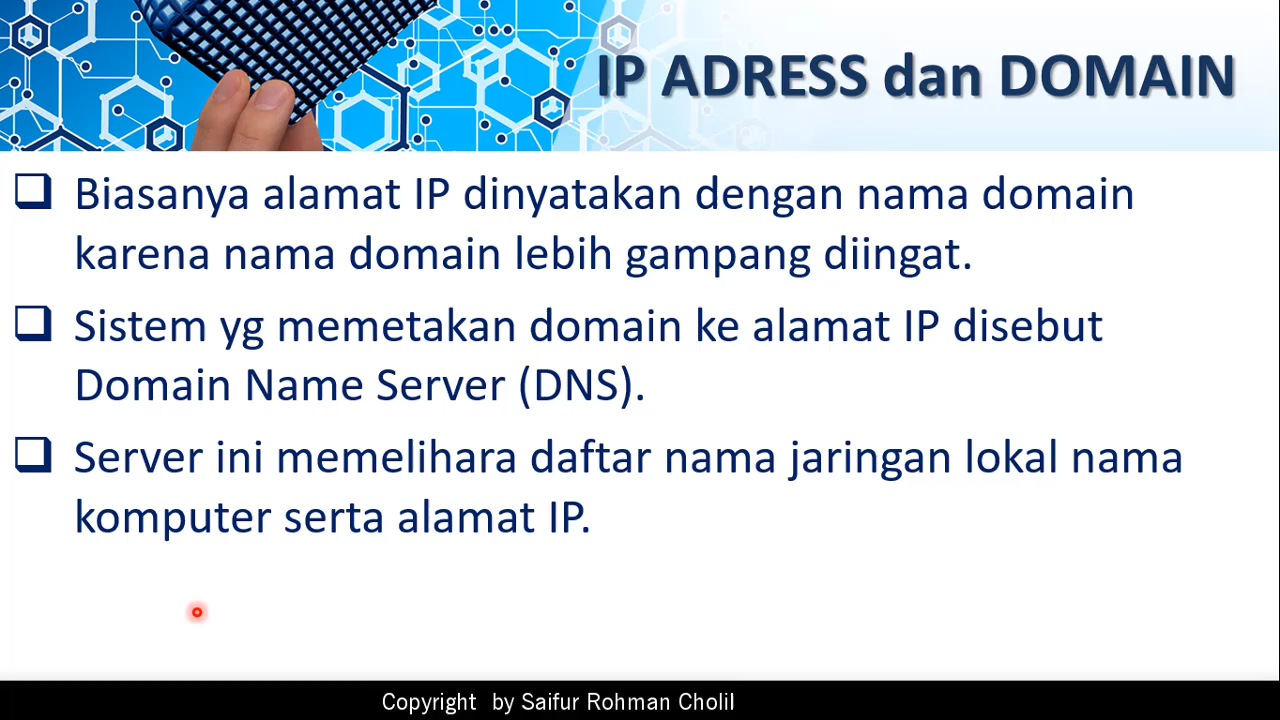 IP ADRESS dan DOMAIN
Biasanya alamat IP dinyatakan dengan nama domain
karena nama domain lebih gampang diingat.
Sistem yg memetakan domain ke alamat IP disebut
Domain Name Server (DNS).
Server ini memelihara daftar nama jaringan lokal nama
komputer serta alamat IP.
Copyright by Saifur Rohman Cholil